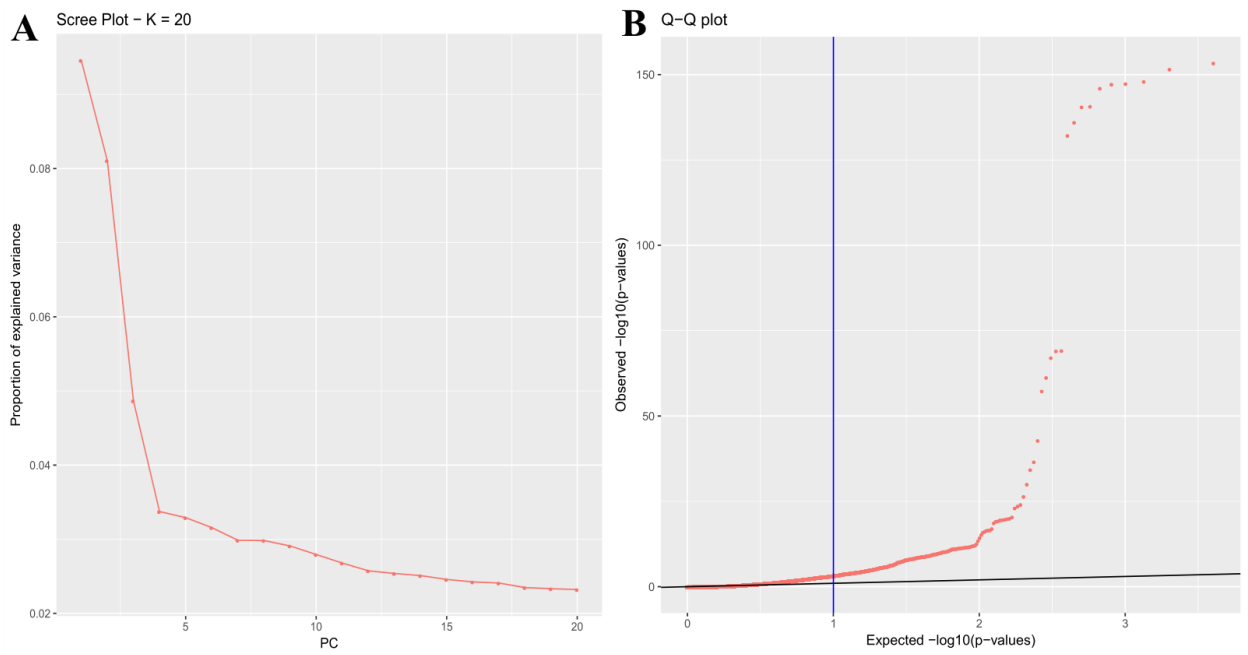 A
Scree Plot − K = 20
Proportion of explained variance
0.08
0.06
0.04
0.02
5
10
15
20
PC
B
Q−Q plot
Observed −log10(p−values)
150
100
50
0
0
1
2
3
Expected −log10(p−values)